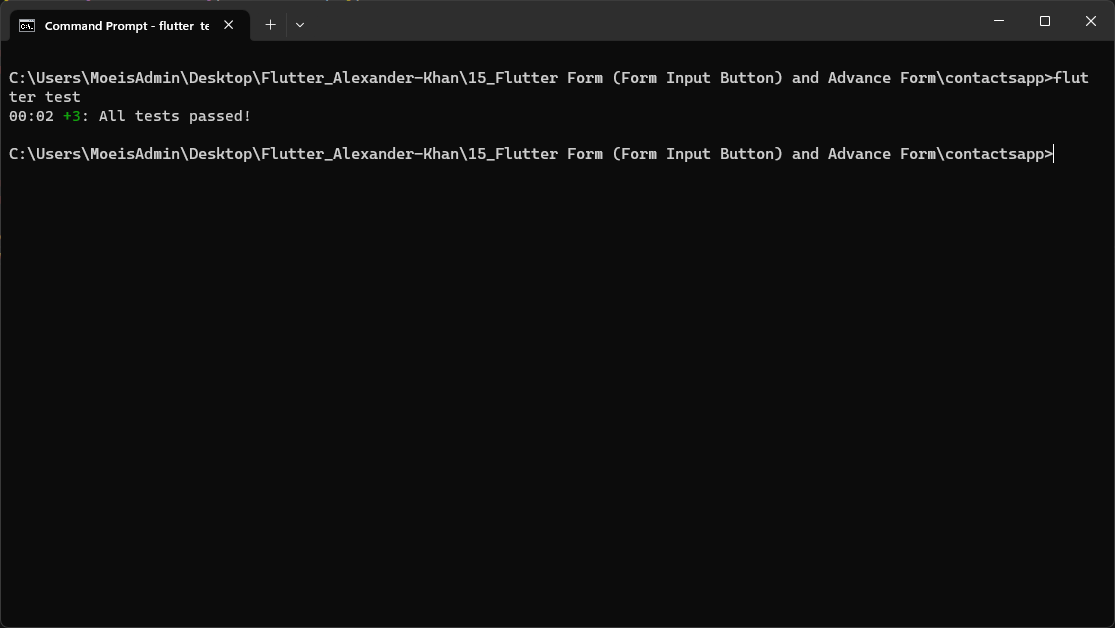 Command Prompt - flutter te
C:\Users\MoeisAdmin\Desktop\Flutter_Alexander-Khan\15_Flutter Form (Form Input Button) and Advance Form\contactsapp>flut
ter test
00:02 +3: All tests passed!
C:\Users\MoeisAdmin\Desktop\Flutter_Alexander-Khan\15_Flutter Form (Form Input Button) and Advance Form\contactsapp>